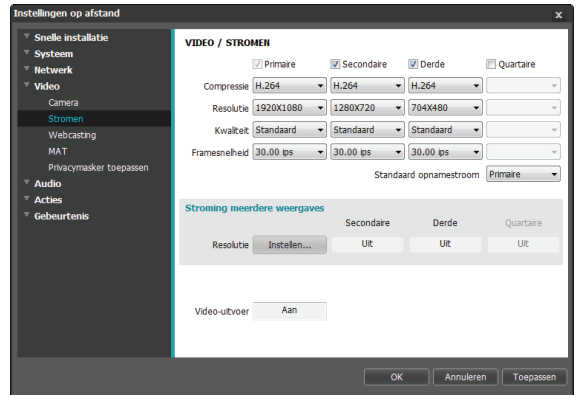 Instellingen op afstand x
Snelle installatie
Systeem
Netwerk
Video
Camera
Stromen
Webcasting
MAT
Privacymasker toepassen
Audio
Acties
Gebeurtenis
VIDEO / STROMEN
Primaire Secondaire Derde Quartaire
Compressie H.264 H.264 H.264
Resolutie 1920X1080 1280X720 704X480
Kwaliteit Standaard Standaard Standaard
Framesnelheid 30.00 ips 30.00 ips 30.00 ips
Standaard opnamestroom Primaire
Stroming meerdere weergaves
Secondaire Derde Quartaire
Resolutie Instellen... Uit Uit Uit
Video-uitvoer Aan
OK Annuleren Toepassen